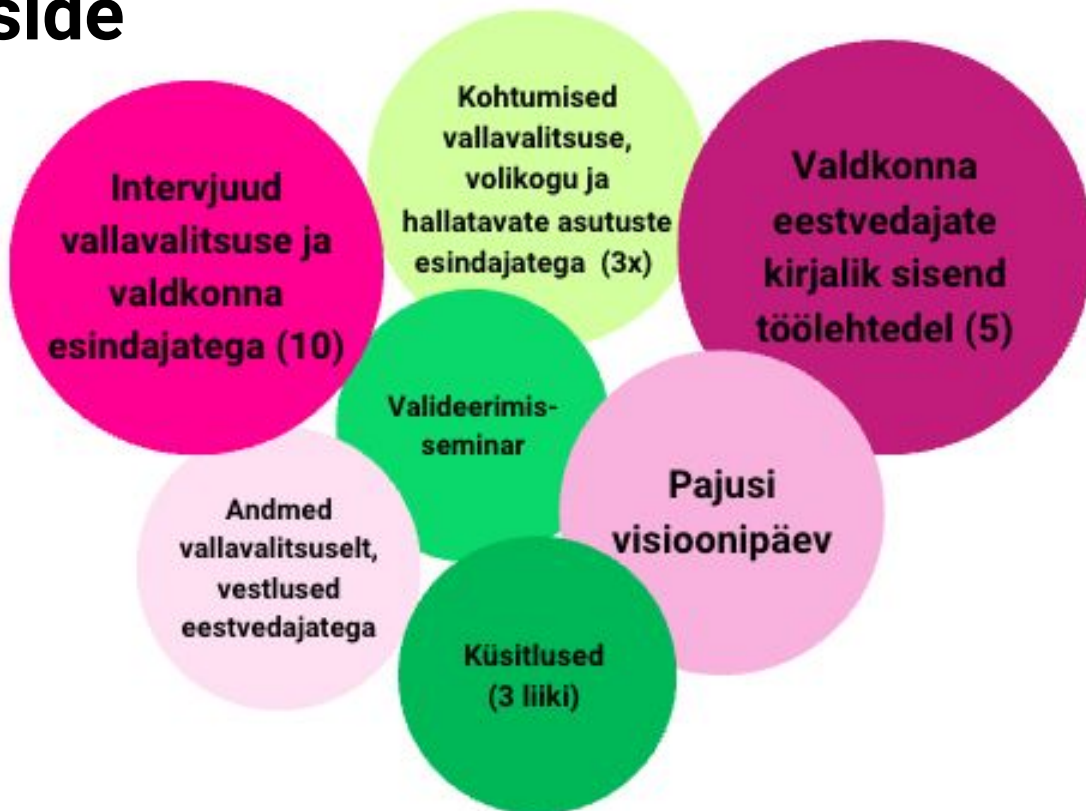 side
Intervjuud
vallavalitsuse ja
valdkonna
esindajatega (10)
Kohtumised
vallavalitsuse,
volikogu ja
hallatavate asutuste
esindajatega (3x)
Valdkonna
eestvedajate
kirjalik sisend
töölehtedel (5)
Valideerimis-
seminar
Pajusi
visioonipäev
Andmed
vallavalitsuselt,
vestlused
eestvedajatega
Küsitlused
(3 liiki)